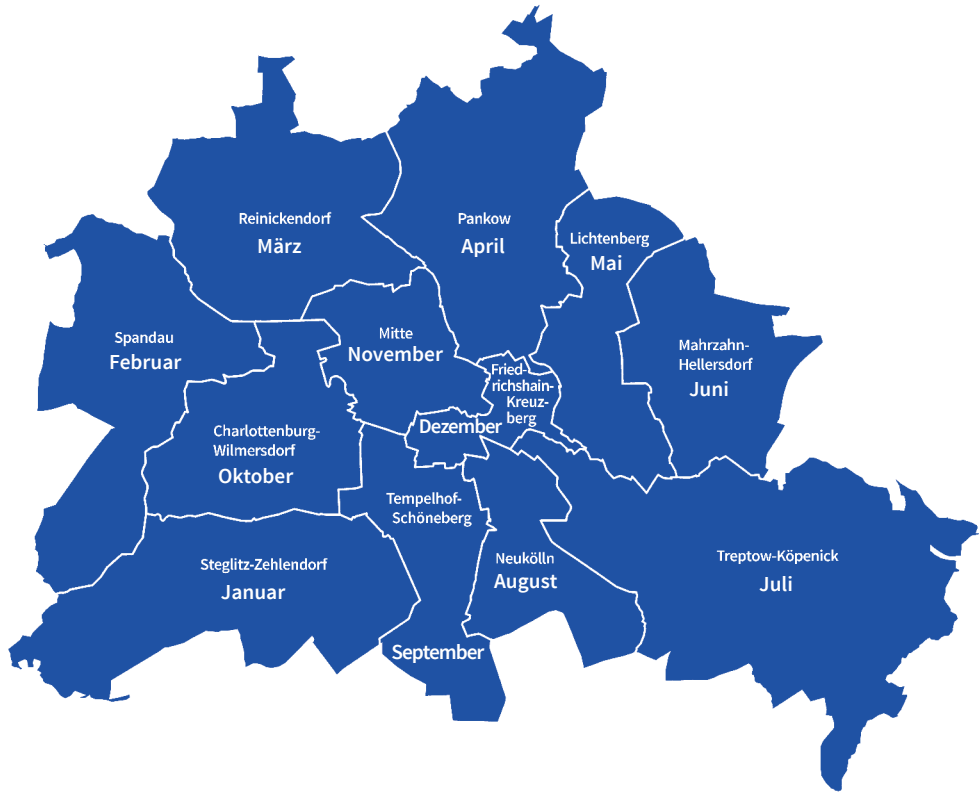 Reinickendorf
März
Pankow
April
Lichtenberg
Mai
Spandau
Februar
Mitte
November
Mahrzahn-
Hellersdorf
Juni
Fried-
richshain-
Kreuz-
berg
Dezember
Charlottenburg-
Wilmersdorf
Oktober
Tempelhof-
Schöneberg
September
Steglitz-Zehlendorf
Januar
Neukölln
August
Treptow-Köpenick
Juli